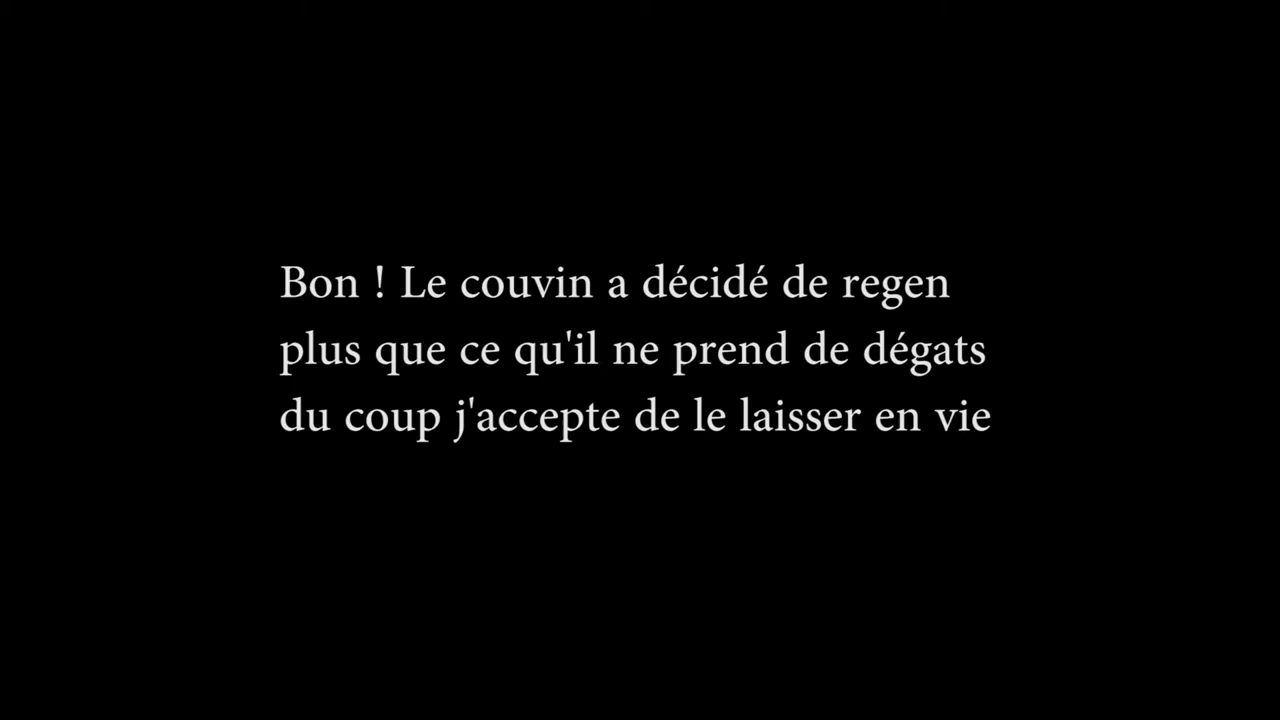 Bon ! Le couvin a décidé de regen
plus que ce qu'il ne prend de dégats
du coup j'accepte de le laisser en vie